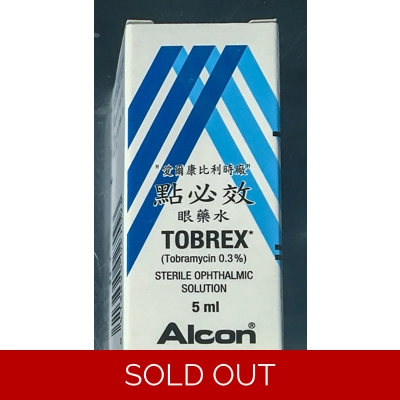 "愛爾康比利時廠"
點必效
眼藥水
TOBREX*
(Tobramycin 0.3%)
STERILE OPHTHALMIC
SOLUTION
5 ml
Alcon®
SOLD OUT